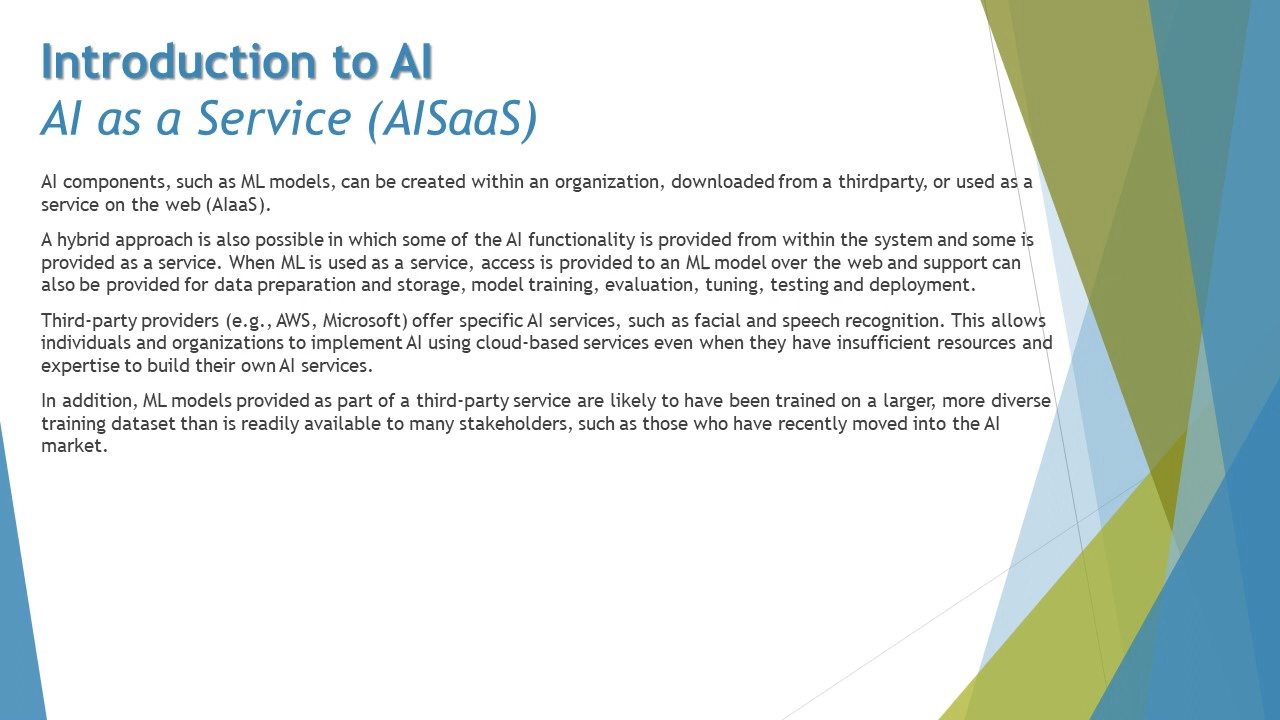 Introduction to AI
AI as a Service (AISaaS)
AI components, such as ML models, can be created within an organization, downloaded from a thirdparty, or used as a
service on the web (AIaaS).
A hybrid approach is also possible in which some of the AI functionality is provided from within the system and some is
provided as a service. When ML is used as a service, access is provided to an ML model over the web and support can
also be provided for data preparation and storage, model training, evaluation, tuning, testing and deployment.
Third-party providers (e.g., AWS, Microsoft) offer specific AI services, such as facial and speech recognition. This allows
individuals and organizations to implement AI using cloud-based services even when they have insufficient resources and
expertise to build their own AI services.
In addition, ML models provided as part of a third-party service are likely to have been trained on a larger, more diverse
training dataset than is readily available to many stakeholders, such as those who have recently moved into the AI
market.